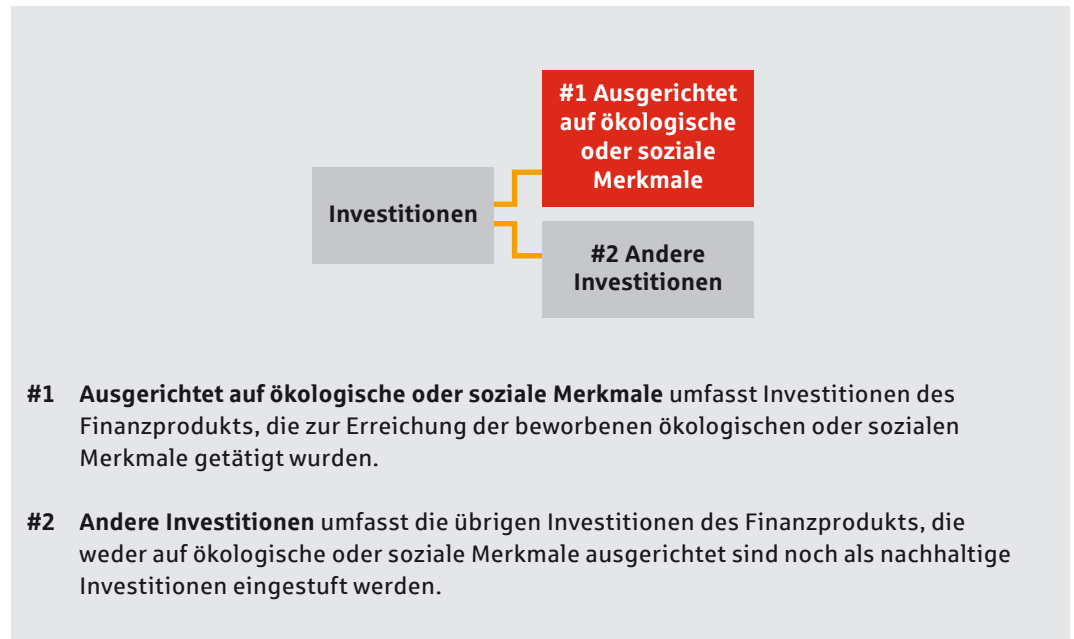 #1 Ausgerichtet
auf ökologische
oder soziale
Merkmale
Investitionen
#2 Andere
Investitionen
#1 Ausgerichtet auf ökologische oder soziale Merkmale umfasst Investitionen des
Finanzprodukts, die zur Erreichung der beworbenen ökologischen oder sozialen
Merkmale getätigt wurden.
#2 Andere Investitionen umfasst die übrigen Investitionen des Finanzprodukts, die
weder auf ökologische oder soziale Merkmale ausgerichtet sind noch als nachhaltige
Investitionen eingestuft werden.